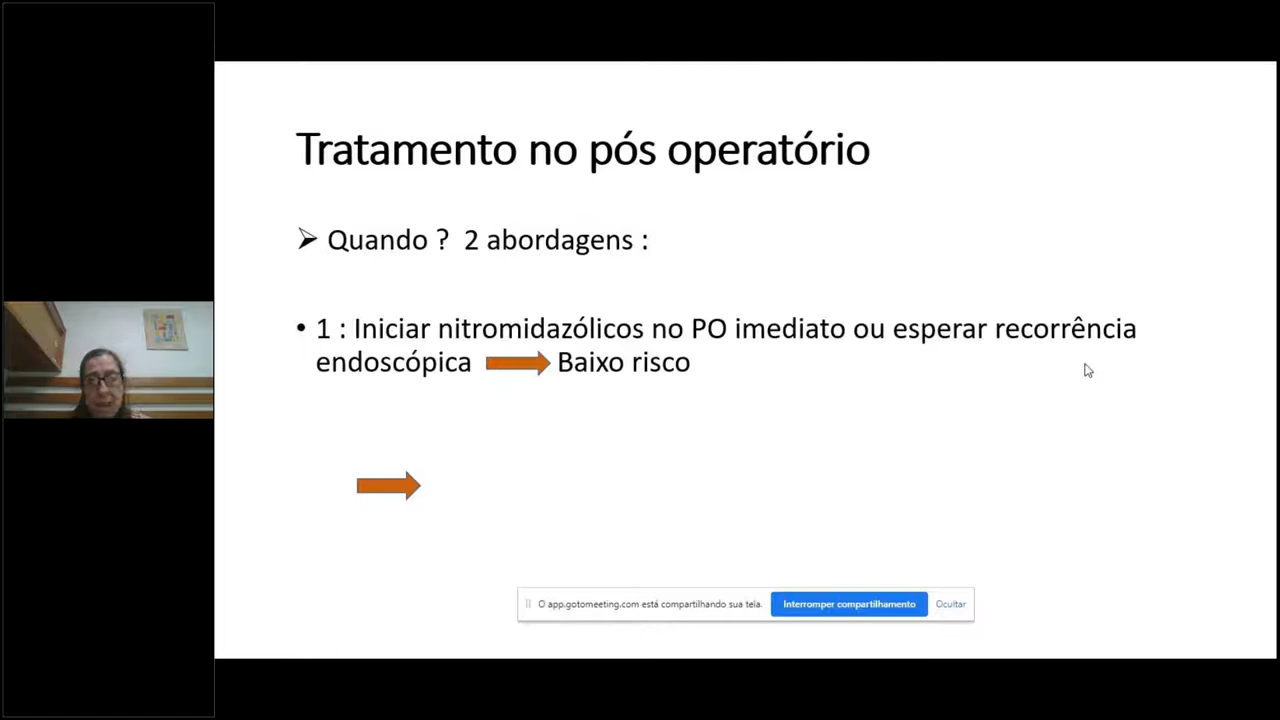 Tratamento no pós operatório
Quando ? 2 abordagens :
1 : Iniciar nitromidazólicos no PO imediato ou esperar recorrência
endoscópica Baixo risco
O app.gotomeeting.com está compartilhando sua tela. Interromper compartilhamento Ocultar